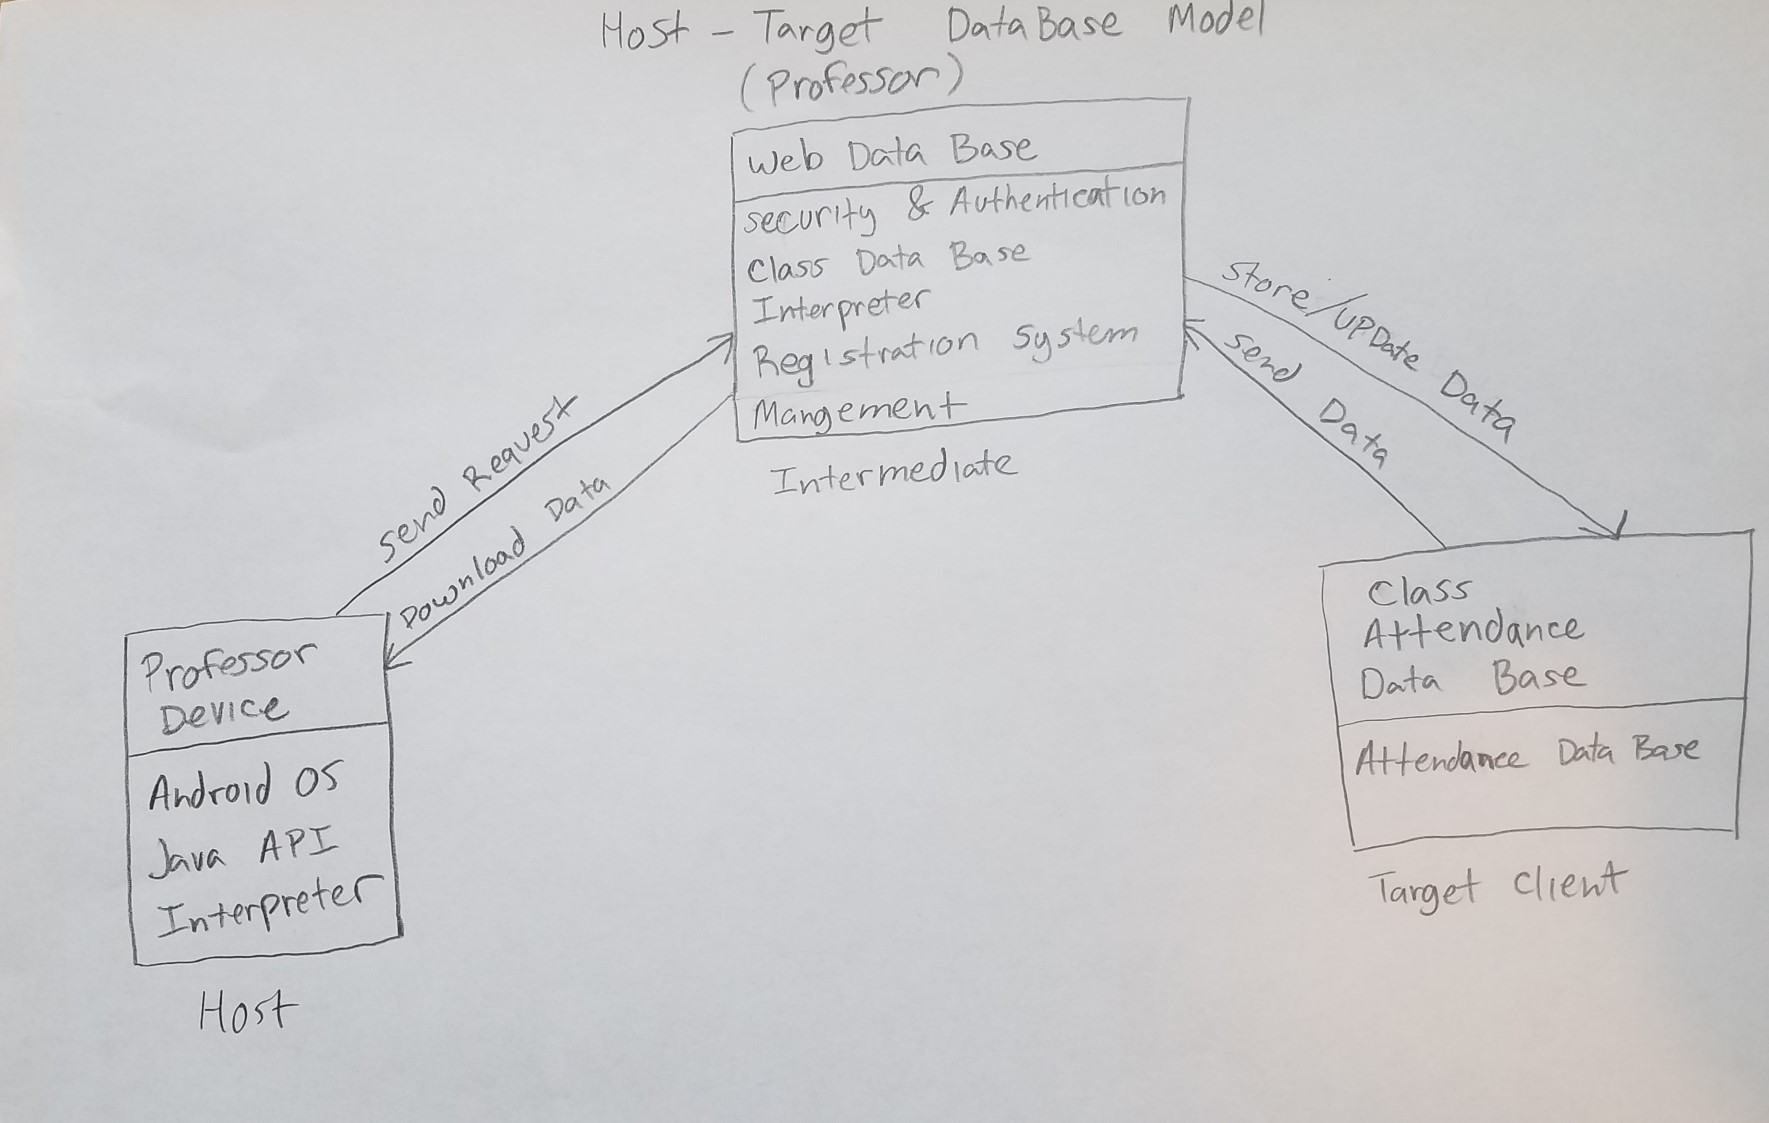 Host - Target DataBase Model
(Professor)
Web Data Base
security & Authentication
Class Data Base
Interpreter
Registration System
Mangement
Intermediate
Send Request
Download Data
Store/UPDate Data
Send Data
Professor
Device
Android OS
Java API
Interpreter
Host
Class
Attendance
Data Base
Attendance Data Base
Target Client